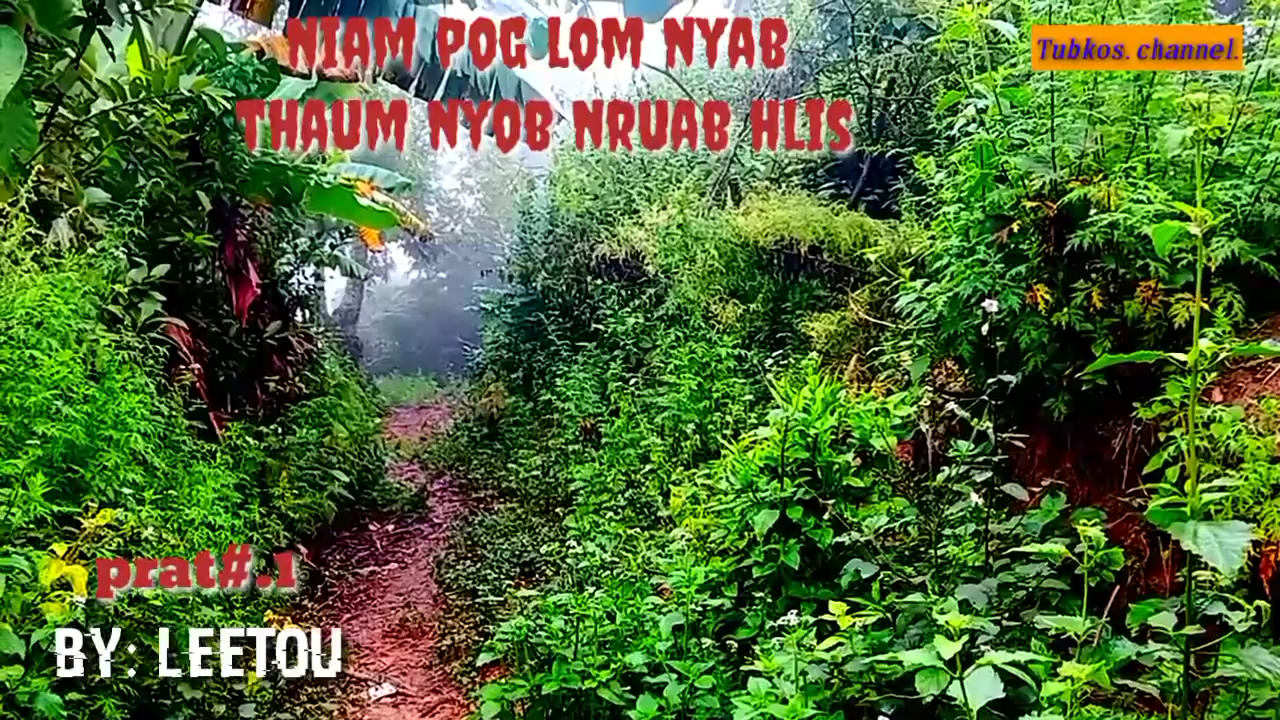 NIAM POG LOM NYAB
THAUM NYOB NRUAB HLIS
Tubkos.channel.
prat#.1
BY: LEETOU